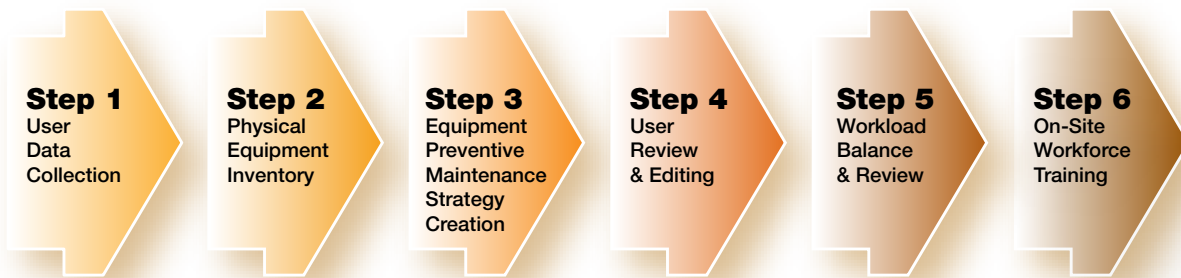 Step 1
User
Data
Collection
Step 2
Physical
Equipment
Inventory
Step 3
Equipment
Preventive
Maintenance
Strategy
Creation
Step 4
User
Review
& Editing
Step 5
Workload
Balance
& Review
Step 6
On-Site
Workforce
Training